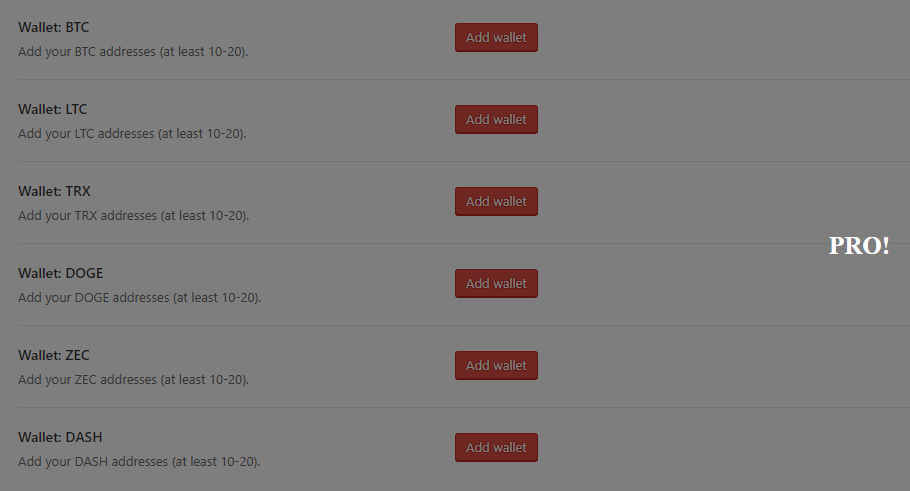 Wallet: BTC
Add wallet
Add your BTC addresses (at least 10-20).
Wallet: LTC
Add wallet
Add your LTC addresses (at least 10-20).
Wallet: TRX
Add wallet
Add your TRX addresses (at least 10-20).
PRO!
Wallet: DOGE
Add wallet
Add your DOGE addresses (at least 10-20).
Wallet: ZEC
Add wallet
Add your ZEC addresses (at least 10-20).
Wallet: DASH
Add wallet
Add your DASH addresses (at least 10-20).